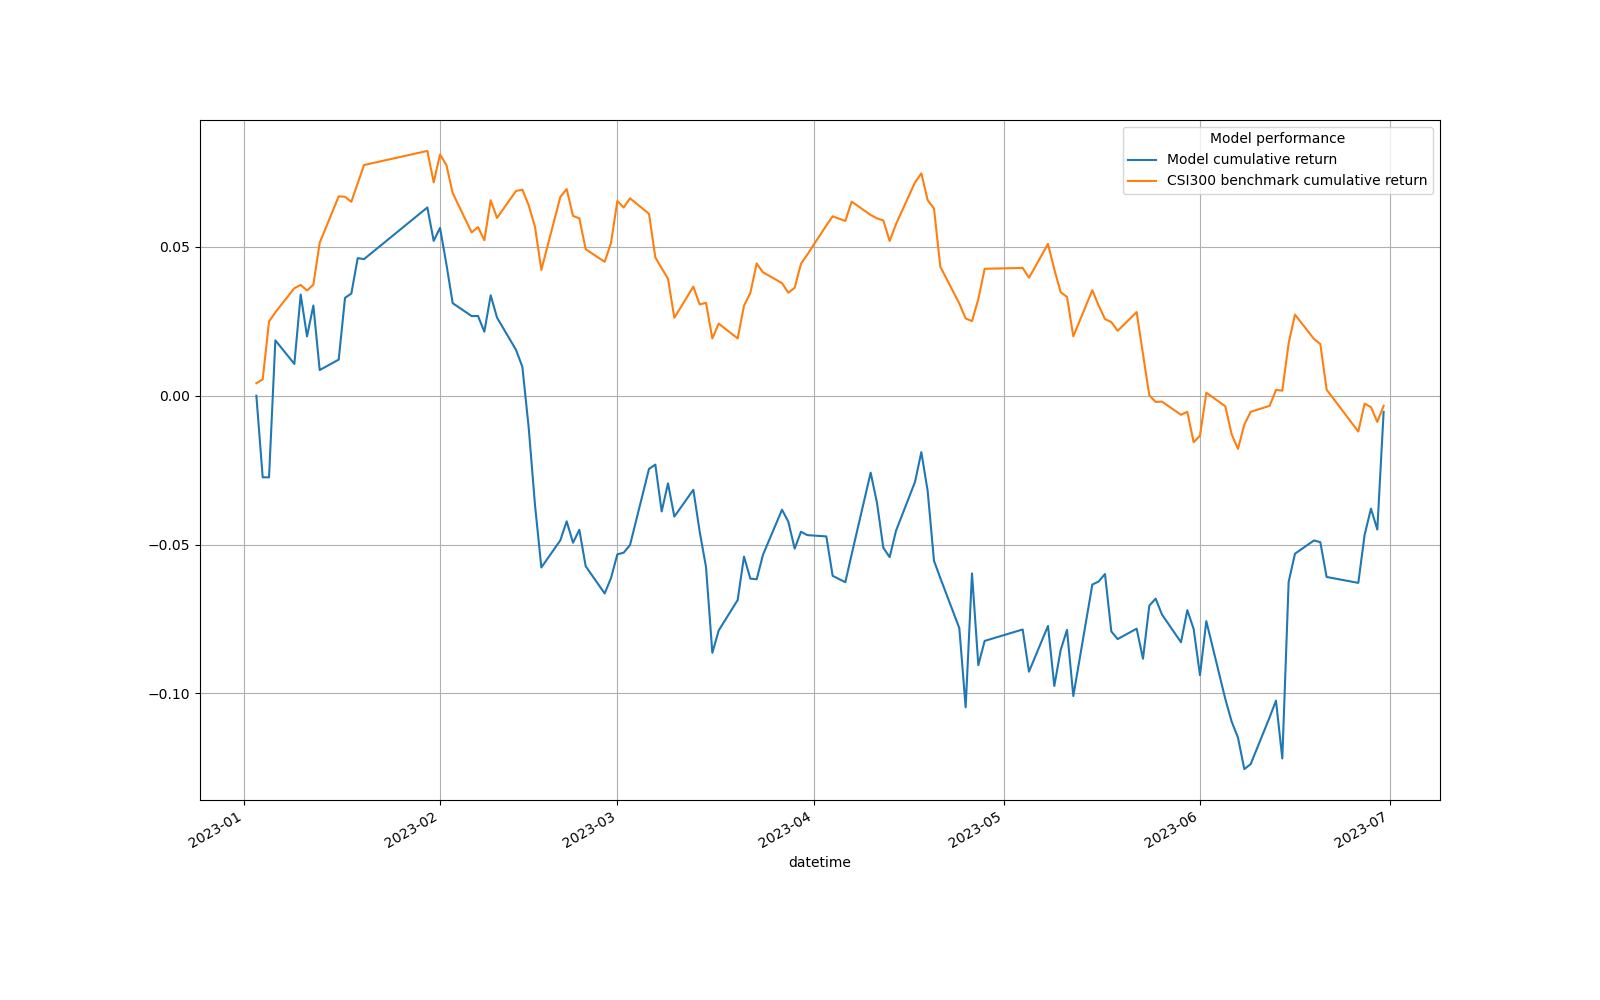 Model performance
Model cumulative return
CSI300 benchmark cumulative return
0.05
0.00
−0.05
−0.10
2023-01
2023-02
2023-03
2023-04
2023-05
2023-06
2023-07
datetime